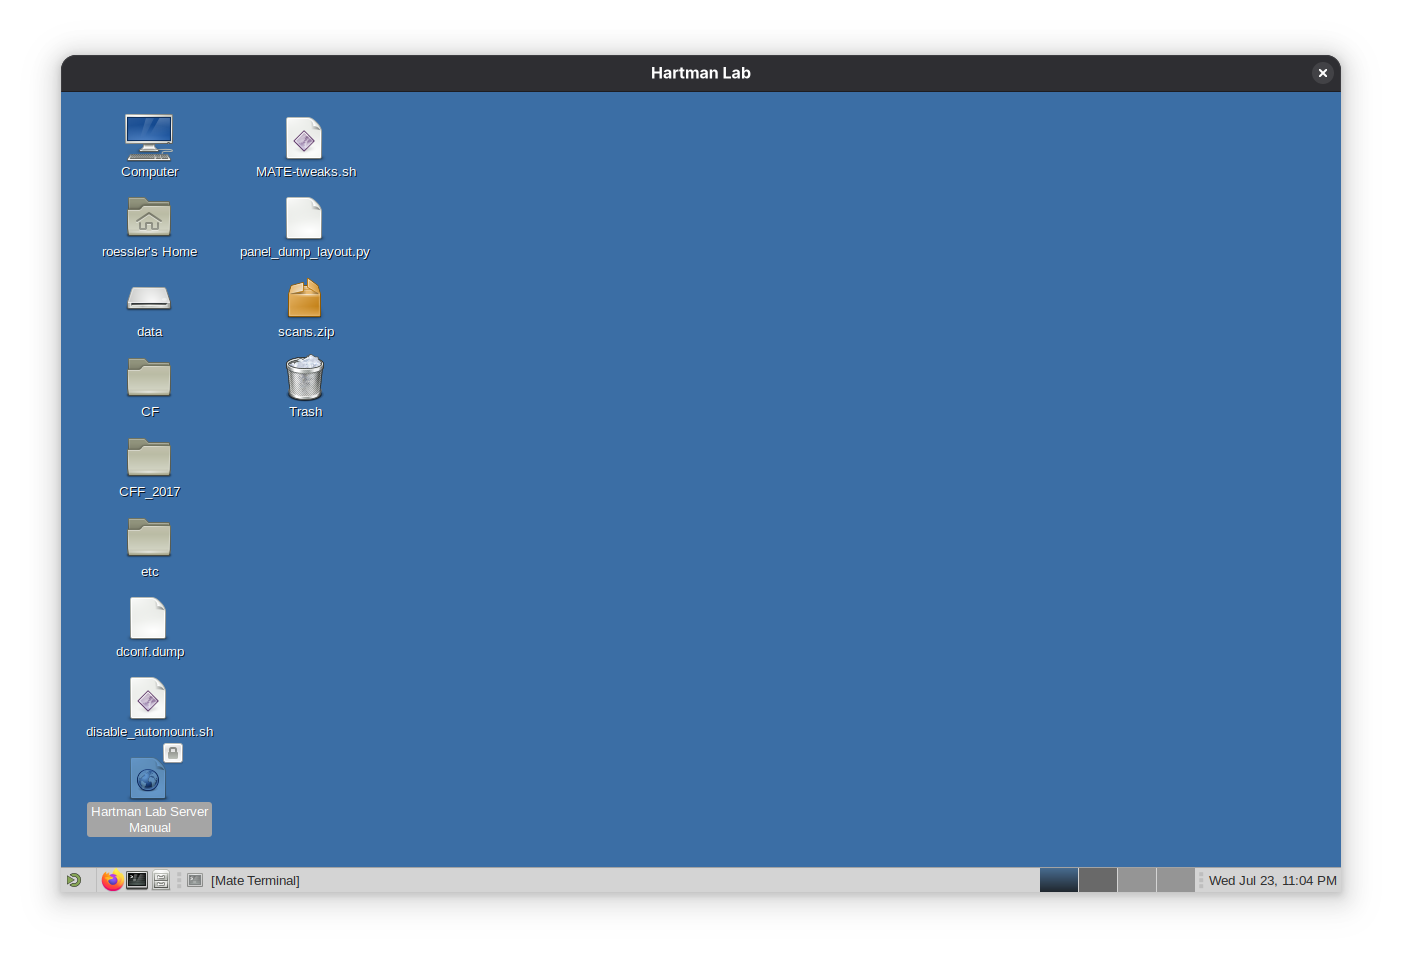 Hartman Lab
Computer
MATE-tweaks.sh
roessler's Home
panel_dump_layout.py
data
scans.zip
CF
Trash
CFF_2017
etc
dconf.dump
disable_automount.sh
Hartman Lab Server
Manual
[Mate Terminal]
Wed Jul 23, 11:04 PM